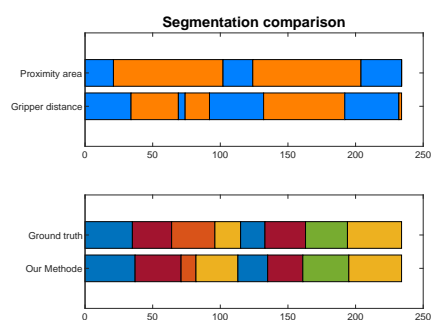 Segmentation comparison
Proximity area
Gripper distance
0 50 100 150 200 250
Ground truth
Our Methode
0 50 100 150 200 250